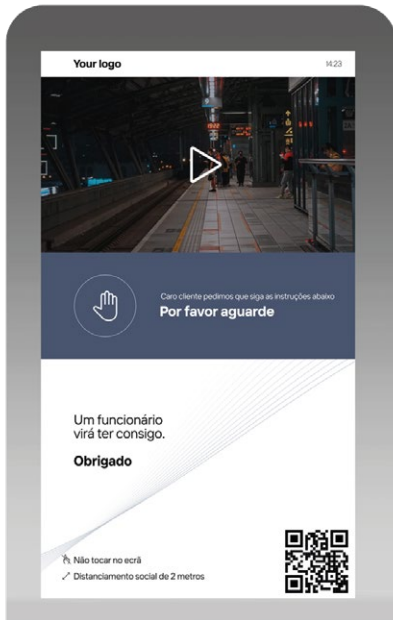 Your logo 14:23
Caro cliente pedimos que siga as instruções abaixo
Por favor aguarde
Um funcionário
virá ter consigo.
Obrigado
Não tocar no ecrã
Distanciamento social de 2 metros